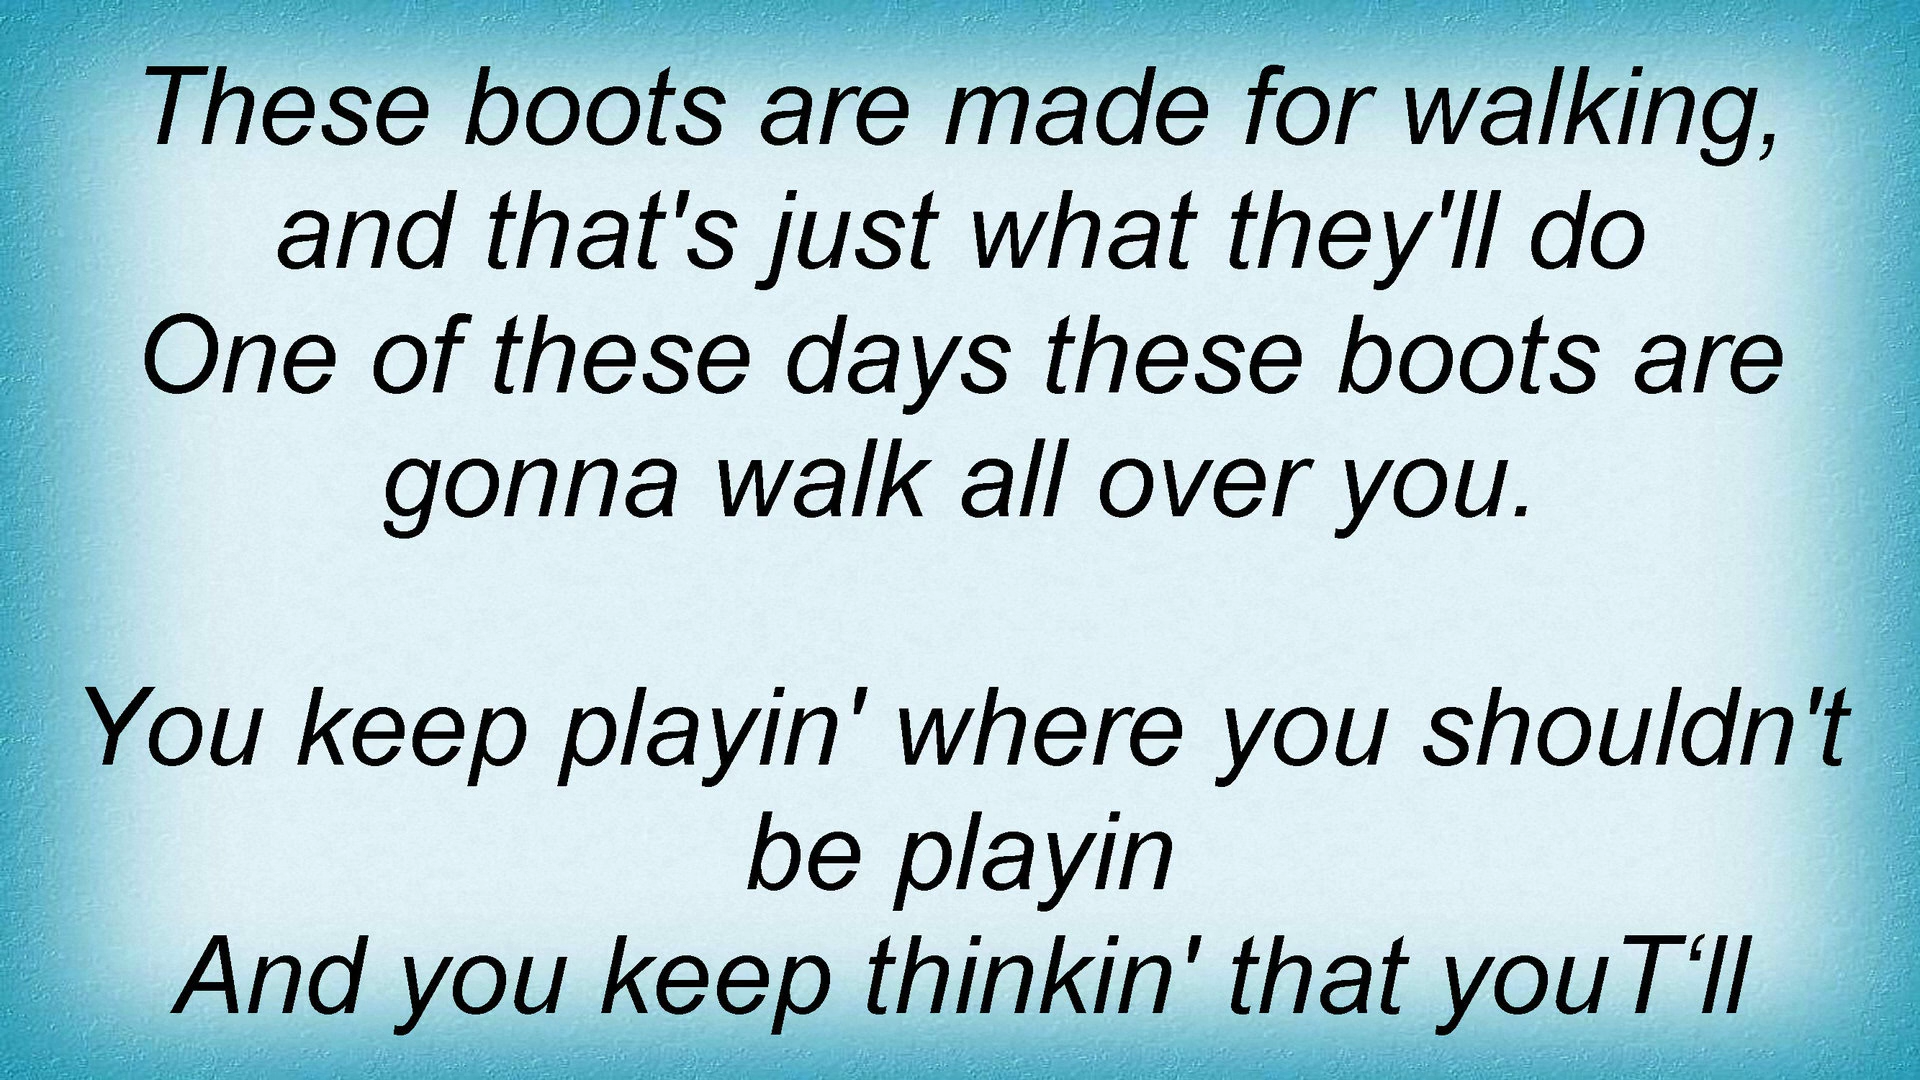 These boots are made for walking,
and that's just what they'll do
One of these days these boots are
gonna walk all over you.
You keep playin' where you shouldn't
be playin
And you keep thinkin' that youT‘ll